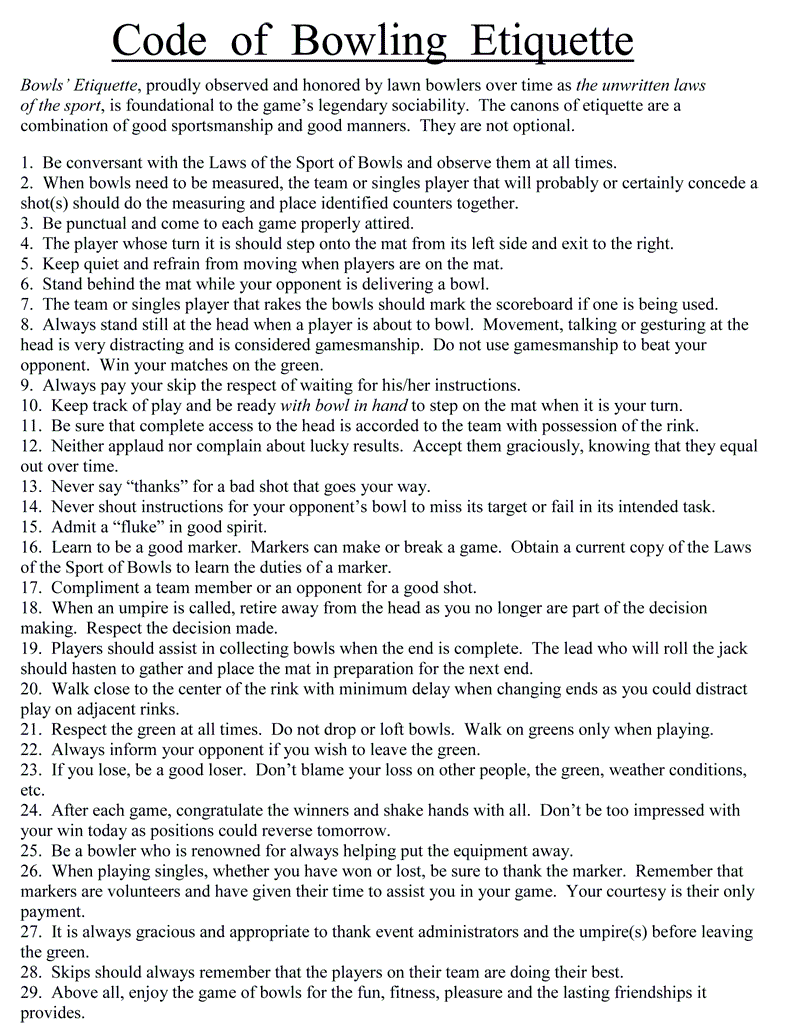 Code of Bowling Etiquette
Bowls’ Etiquette, proudly observed and honored by lawn bowlers over time as the unwritten laws
of the sport, is foundational to the game’s legendary sociability. The canons of etiquette are a
combination of good sportsmanship and good manners. They are not optional.
1. Be conversant with the Laws of the Sport of Bowls and observe them at all times.
2. When bowls need to be measured, the team or singles player that will probably or certainly concede a
shot(s) should do the measuring and place identified counters together.
3. Be punctual and come to each game properly attired.
4. The player whose turn it is should step onto the mat from its left side and exit to the right.
5. Keep quiet and refrain from moving when players are on the mat.
6. Stand behind the mat while your opponent is delivering a bowl.
7. The team or singles player that rakes the bowls should mark the scoreboard if one is being used.
8. Always stand still at the head when a player is about to bowl. Movement, talking or gesturing at the
head is very distracting and is considered gamesmanship. Do not use gamesmanship to beat your
opponent. Win your matches on the green.
9. Always pay your skip the respect of waiting for his/her instructions.
10. Keep track of play and be ready with bowl in hand to step on the mat when it is your turn.
11. Be sure that complete access to the head is accorded to the team with possession of the rink.
12. Neither applaud nor complain about lucky results. Accept them graciously, knowing that they equal
out over time.
13. Never say “thanks” for a bad shot that goes your way.
14. Never shout instructions for your opponent’s bowl to miss its target or fail in its intended task.
15. Admit a “fluke” in good spirit.
16. Learn to be a good marker. Markers can make or break a game. Obtain a current copy of the Laws
of the Sport of Bowls to learn the duties of a marker.
17. Compliment a team member or an opponent for a good shot.
18. When an umpire is called, retire away from the head as you no longer are part of the decision
making. Respect the decision made.
19. Players should assist in collecting bowls when the end is complete. The lead who will roll the jack
should hasten to gather and place the mat in preparation for the next end.
20. Walk close to the center of the rink with minimum delay when changing ends as you could distract
play on adjacent rinks.
21. Respect the green at all times. Do not drop or loft bowls. Walk on greens only when playing.
22. Always inform your opponent if you wish to leave the green.
23. If you lose, be a good loser. Don’t blame your loss on other people, the green, weather conditions,
etc.
24. After each game, congratulate the winners and shake hands with all. Don’t be too impressed with
your win today as positions could reverse tomorrow.
25. Be a bowler who is renowned for always helping put the equipment away.
26. When playing singles, whether you have won or lost, be sure to thank the marker. Remember that
markers are volunteers and have given their time to assist you in your game. Your courtesy is their only
payment.
27. It is always gracious and appropriate to thank event administrators and the umpire(s) before leaving
the green.
28. Skips should always remember that the players on their team are doing their best.
29. Above all, enjoy the game of bowls for the fun, fitness, pleasure and the lasting friendships it
provides.